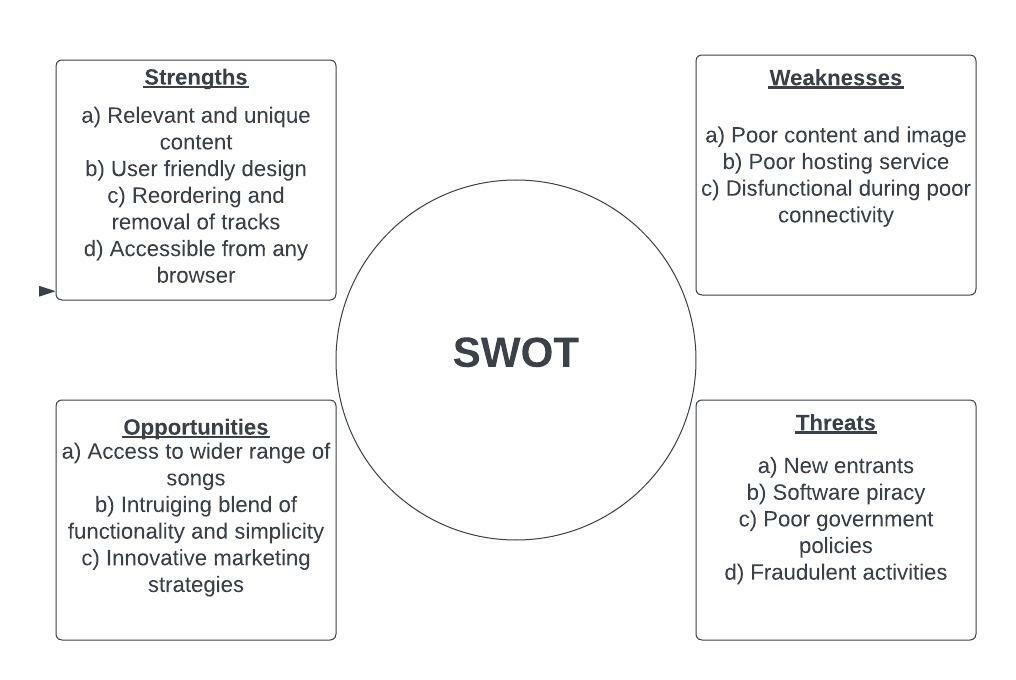 Strengths
a) Relevant and unique
content
b) User friendly design
c) Reordering and
removal of tracks
d) Accessible from any
browser
Weaknesses
a) Poor content and image
b) Poor hosting service
c) Disfunctional during poor
connectivity
SWOT
Opportunities
a) Access to wider range of
songs
b) Intruiging blend of
functionality and simplicity
c) Innovative marketing
strategies
Threats
a) New entrants
b) Software piracy
c) Poor government
policies
d) Fraudulent activities